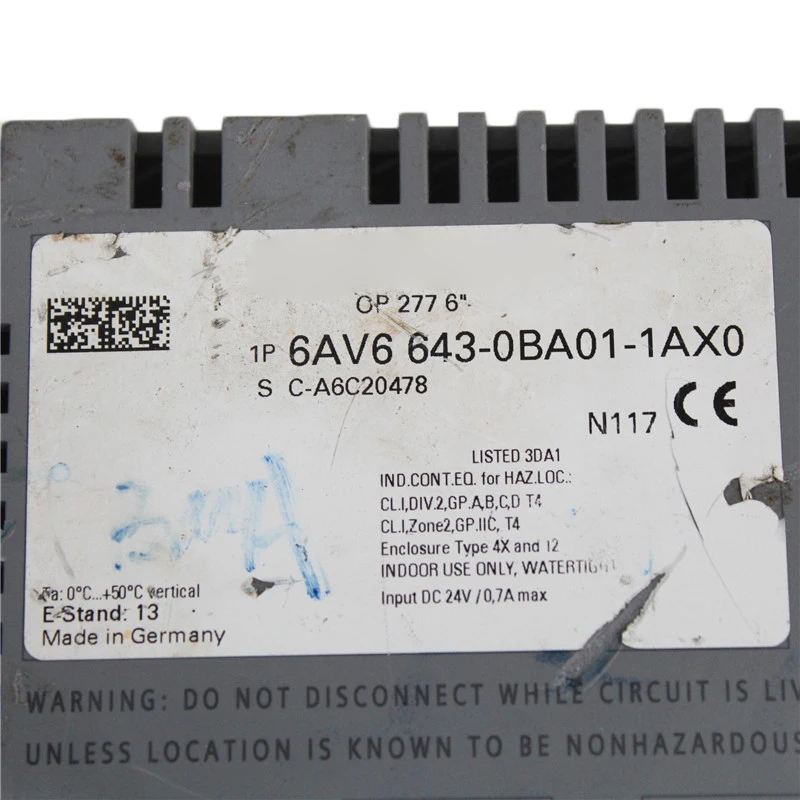 OP 277 6"
1P 6AV6 643-0BA01-1AX0
S C-A6C20478
N117 CE
LISTED 3DA1
IND.CONT.EQ. for HAZ.LOC.:
CL.I,DIV.2,GP.A,B,C,D T4
CL.I,Zone2,GP.IIC, T4
Enclosure Type 4X and 12
INDOOR USE ONLY, WATERTIGHT
Input DC 24V / 0,7A max
Ta: 0°C...+50°C vertical
E-Stand: 13
Made in Germany
WARNING: DO NOT DISCONNECT WHILE CIRCUIT IS LIV
UNLESS LOCATION IS KNOWN TO BE NONHAZARDOUS